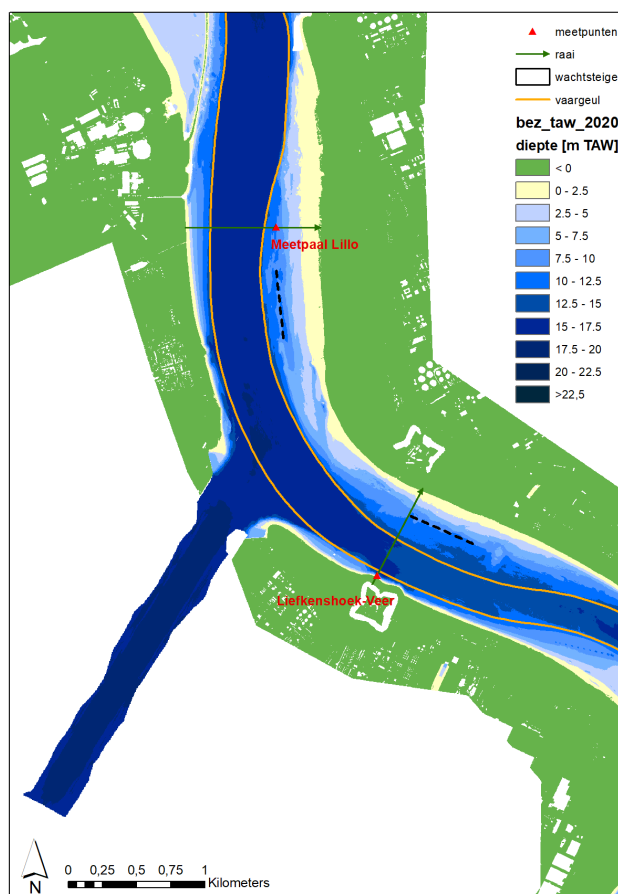 meetpunten
raai
wachtsteiger
vaargeul
bez_taw_2020
diepte [m TAW]
< 0
0 - 2.5
2.5 - 5
5 - 7.5
7.5 - 10
10 - 12.5
12.5 - 15
15 - 17.5
17.5 - 20
20 - 22.5
>22,5
Meetpaal Lillo
Liefkenshoek-Veer
N
0 0,25 0,5 0,75 1
Kilometers